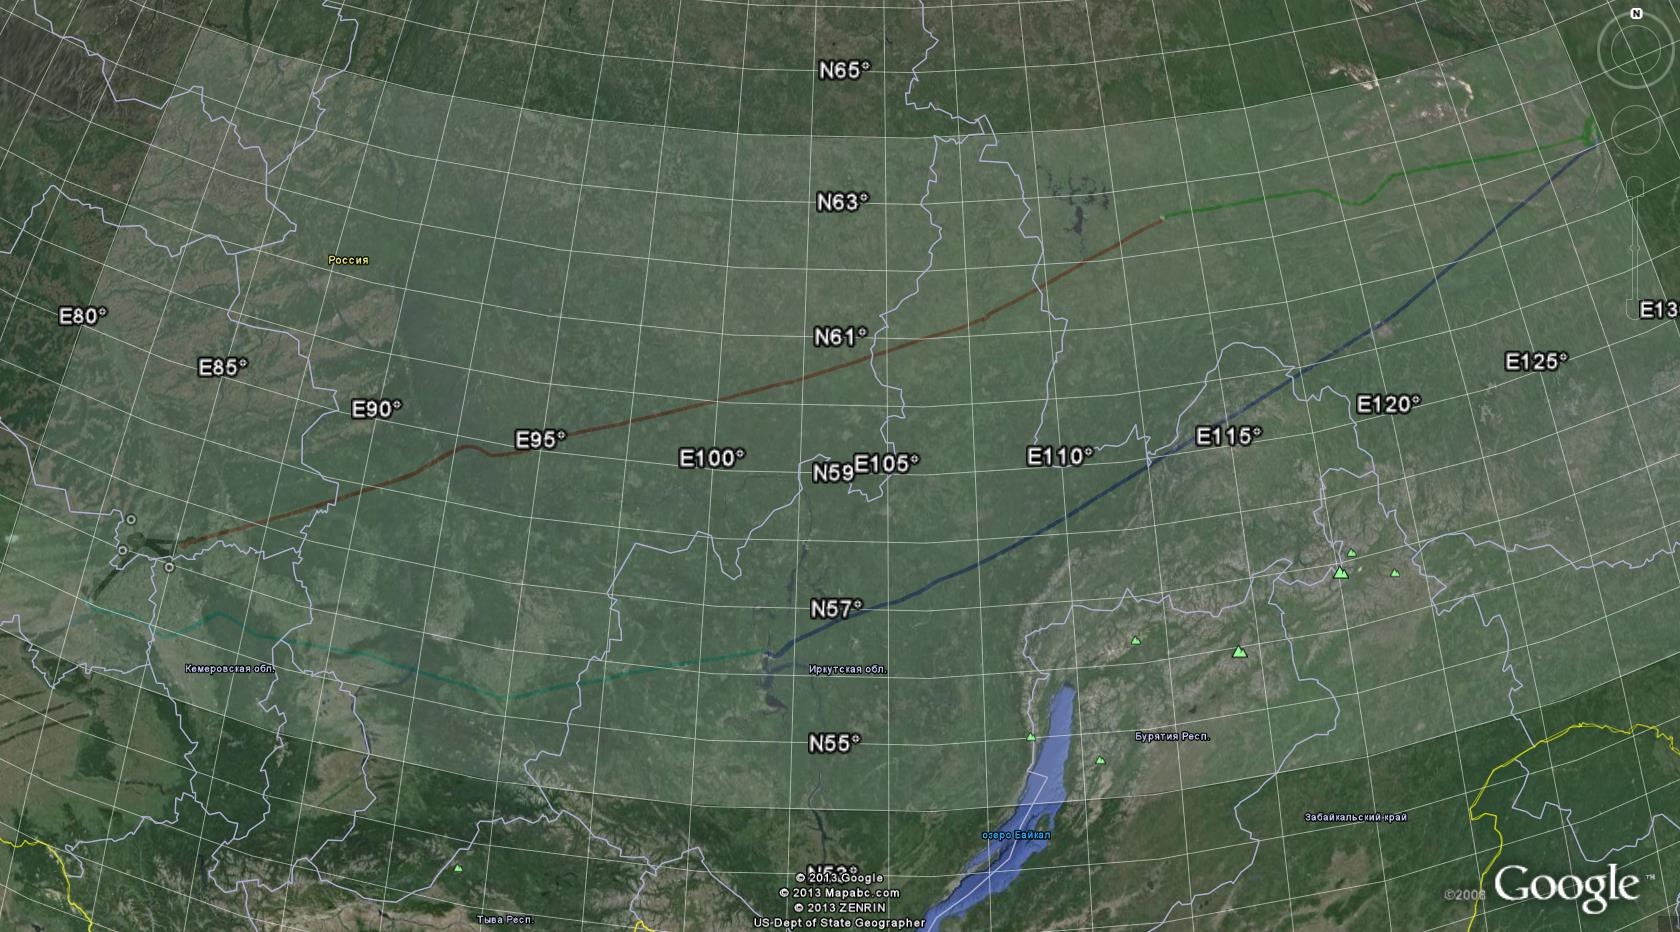 N
N65°
N63°
Россия
E80°
E13
N61°
E85°
E125°
E90°
E120°
E95°
E115°
E100°
E110°
N59
E105°
N57°
Кемеровская обл.
Иркутская обл.
N55°
Бурятия Респ.
Забайкальский край
озеро Байкал
© 2013 Google
© 2013 Mapabc.com
© 2013 ZENRIN
US Dept of State Geographer
Тыва Респ.
Google™